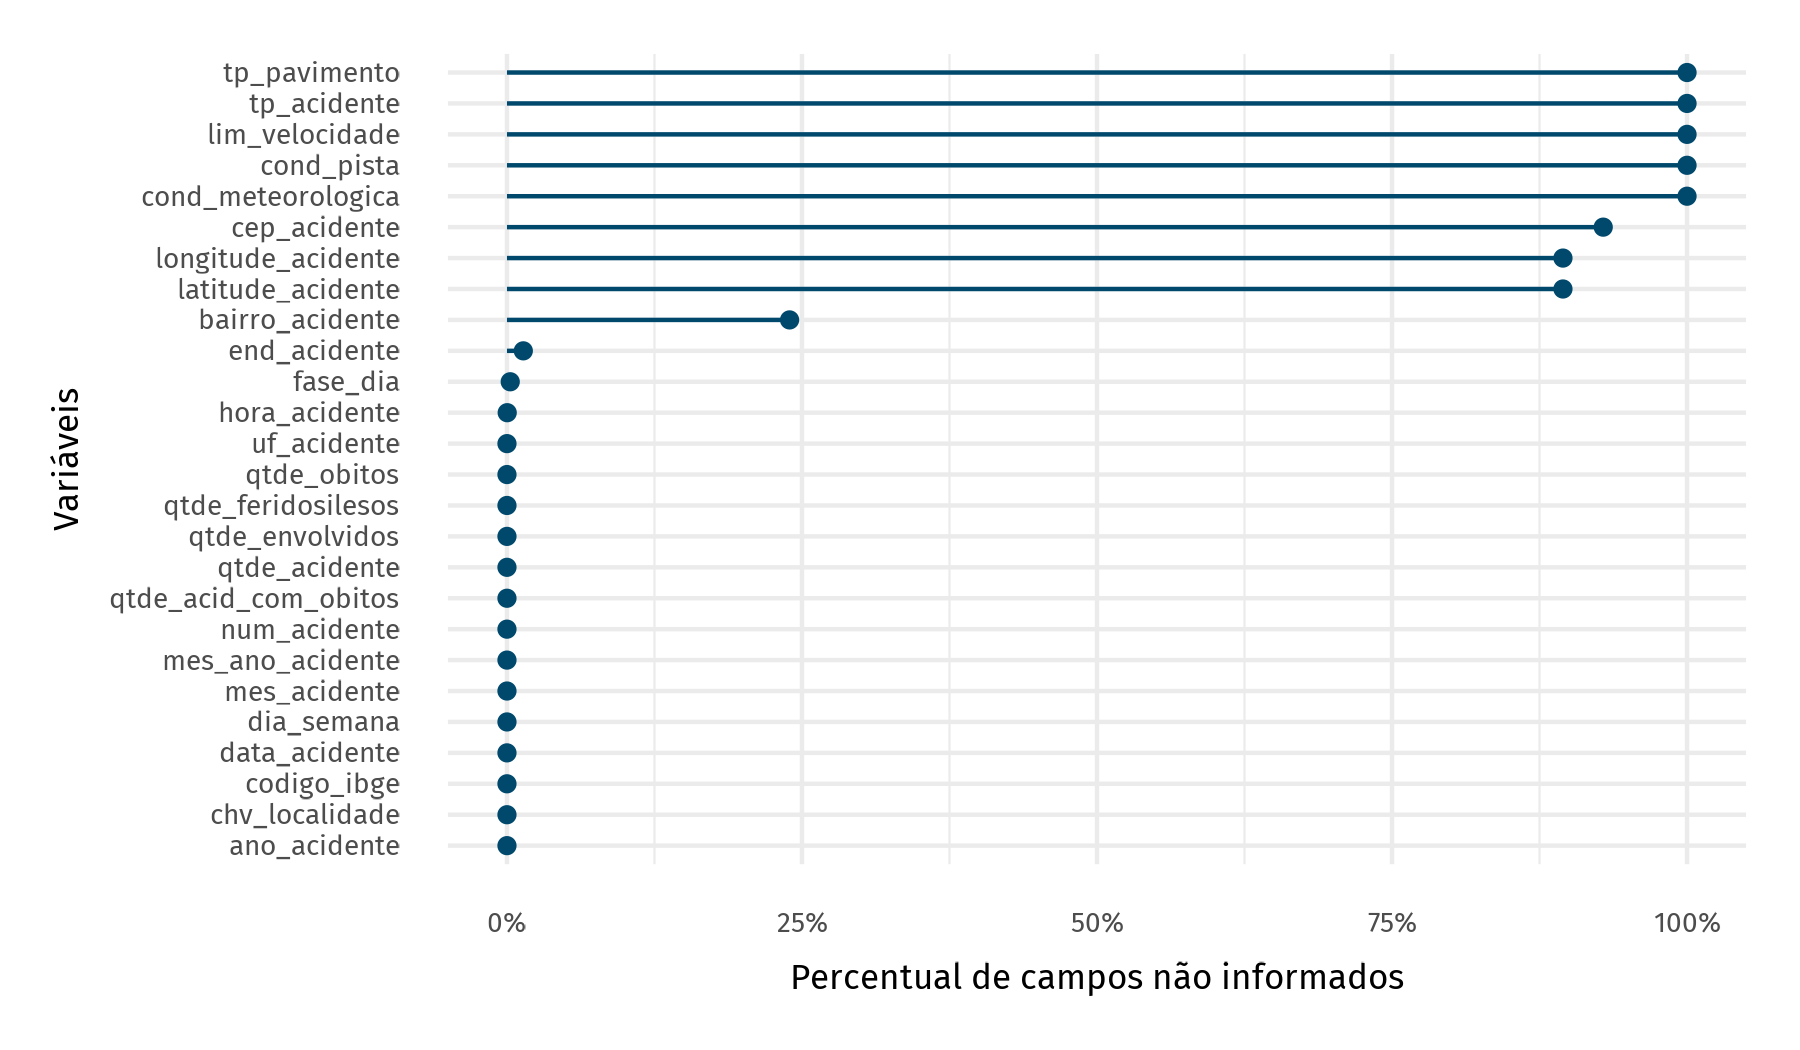 tp_pavimento
tp_acidente
lim_velocidade
cond_pista
cond_meteorologica
cep_acidente
longitude_acidente
latitude_acidente
bairro_acidente
end_acidente
fase_dia
hora_acidente
uf_acidente
qtde_obitos
qtde_feridosilesos
qtde_envolvidos
qtde_acidente
qtde_acid_com_obitos
num_acidente
mes_ano_acidente
mes_acidente
dia_semana
data_acidente
codigo_ibge
chv_localidade
ano_acidente
Variáveis
0% 25% 50% 75% 100%
Percentual de campos não informados